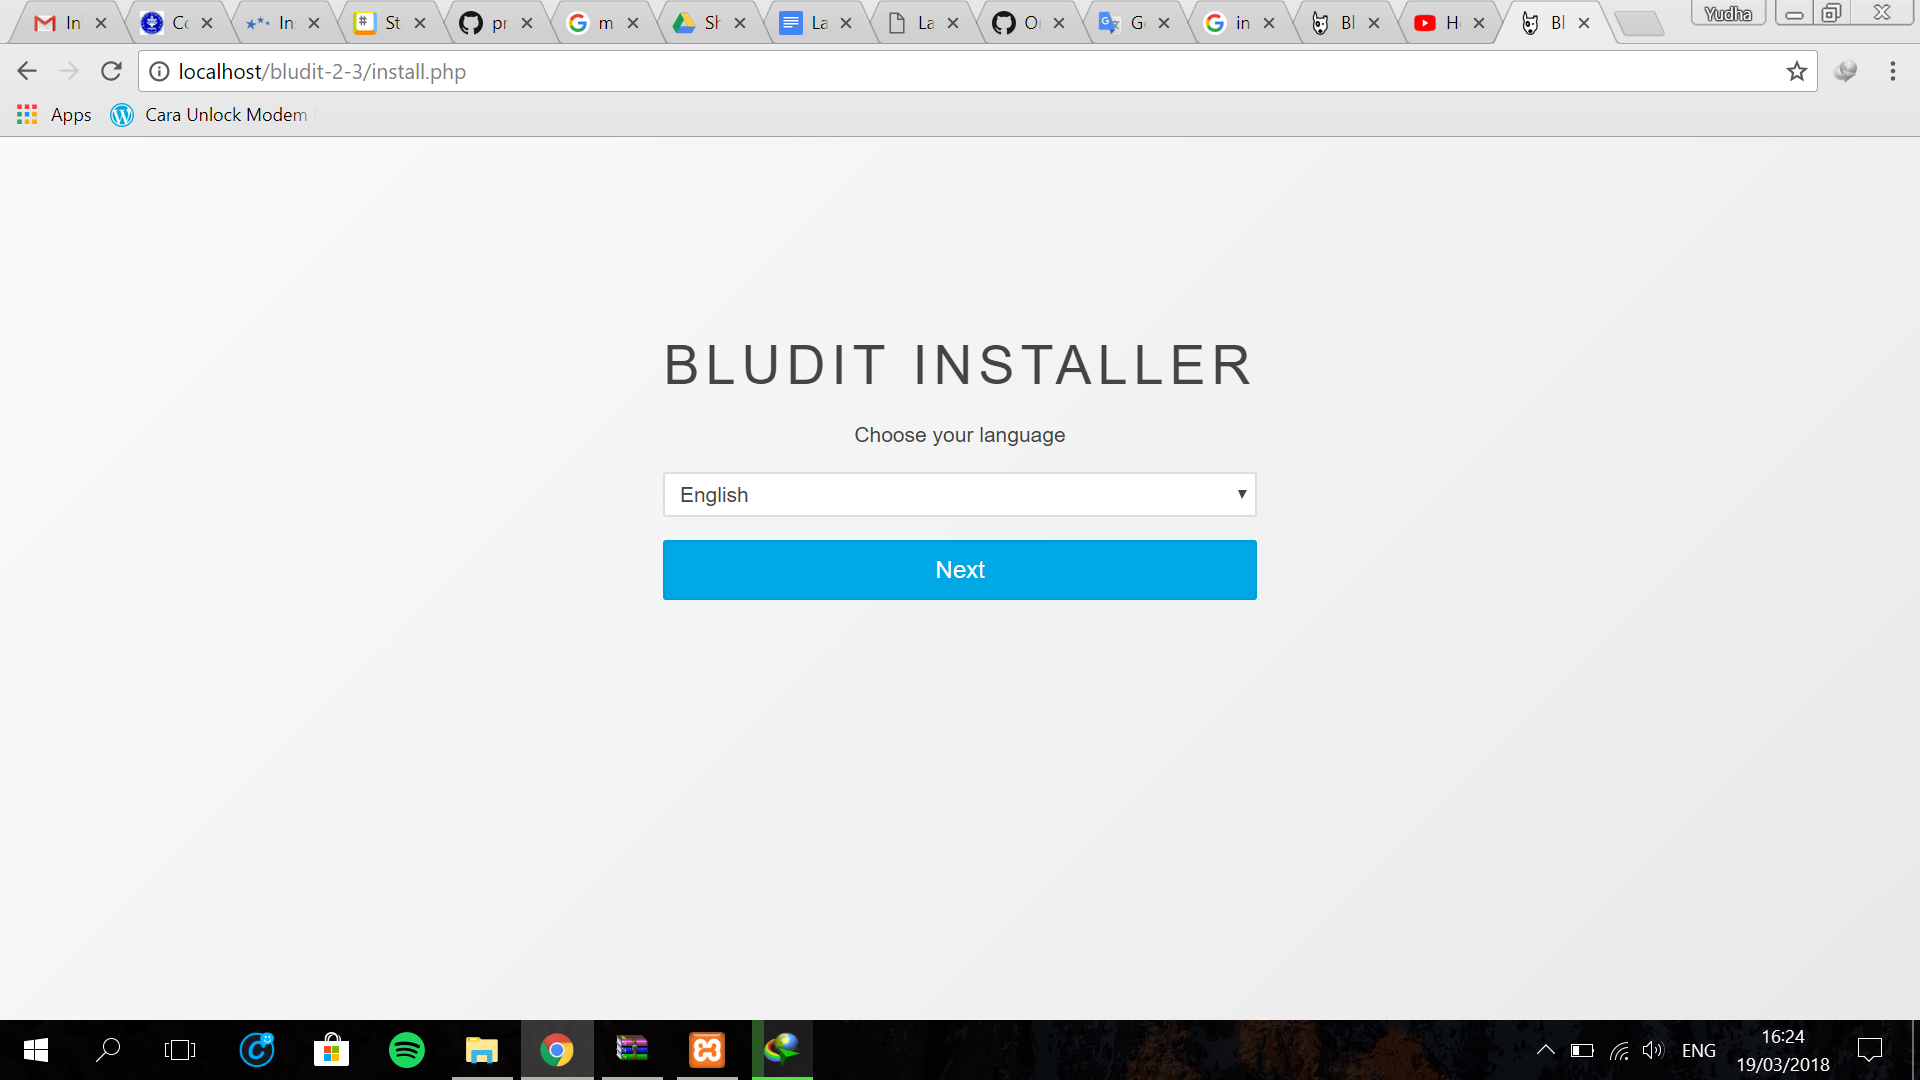 In
Cc
In
St
pr
m
Sh
La
La
O
G
in
Bl
H
Bl
Yudha
localhost/bludit-2-3/install.php
Apps
Cara Unlock Modem
BLUDIT INSTALLER
Choose your language
English
Next
16:24
ENG
19/03/2018